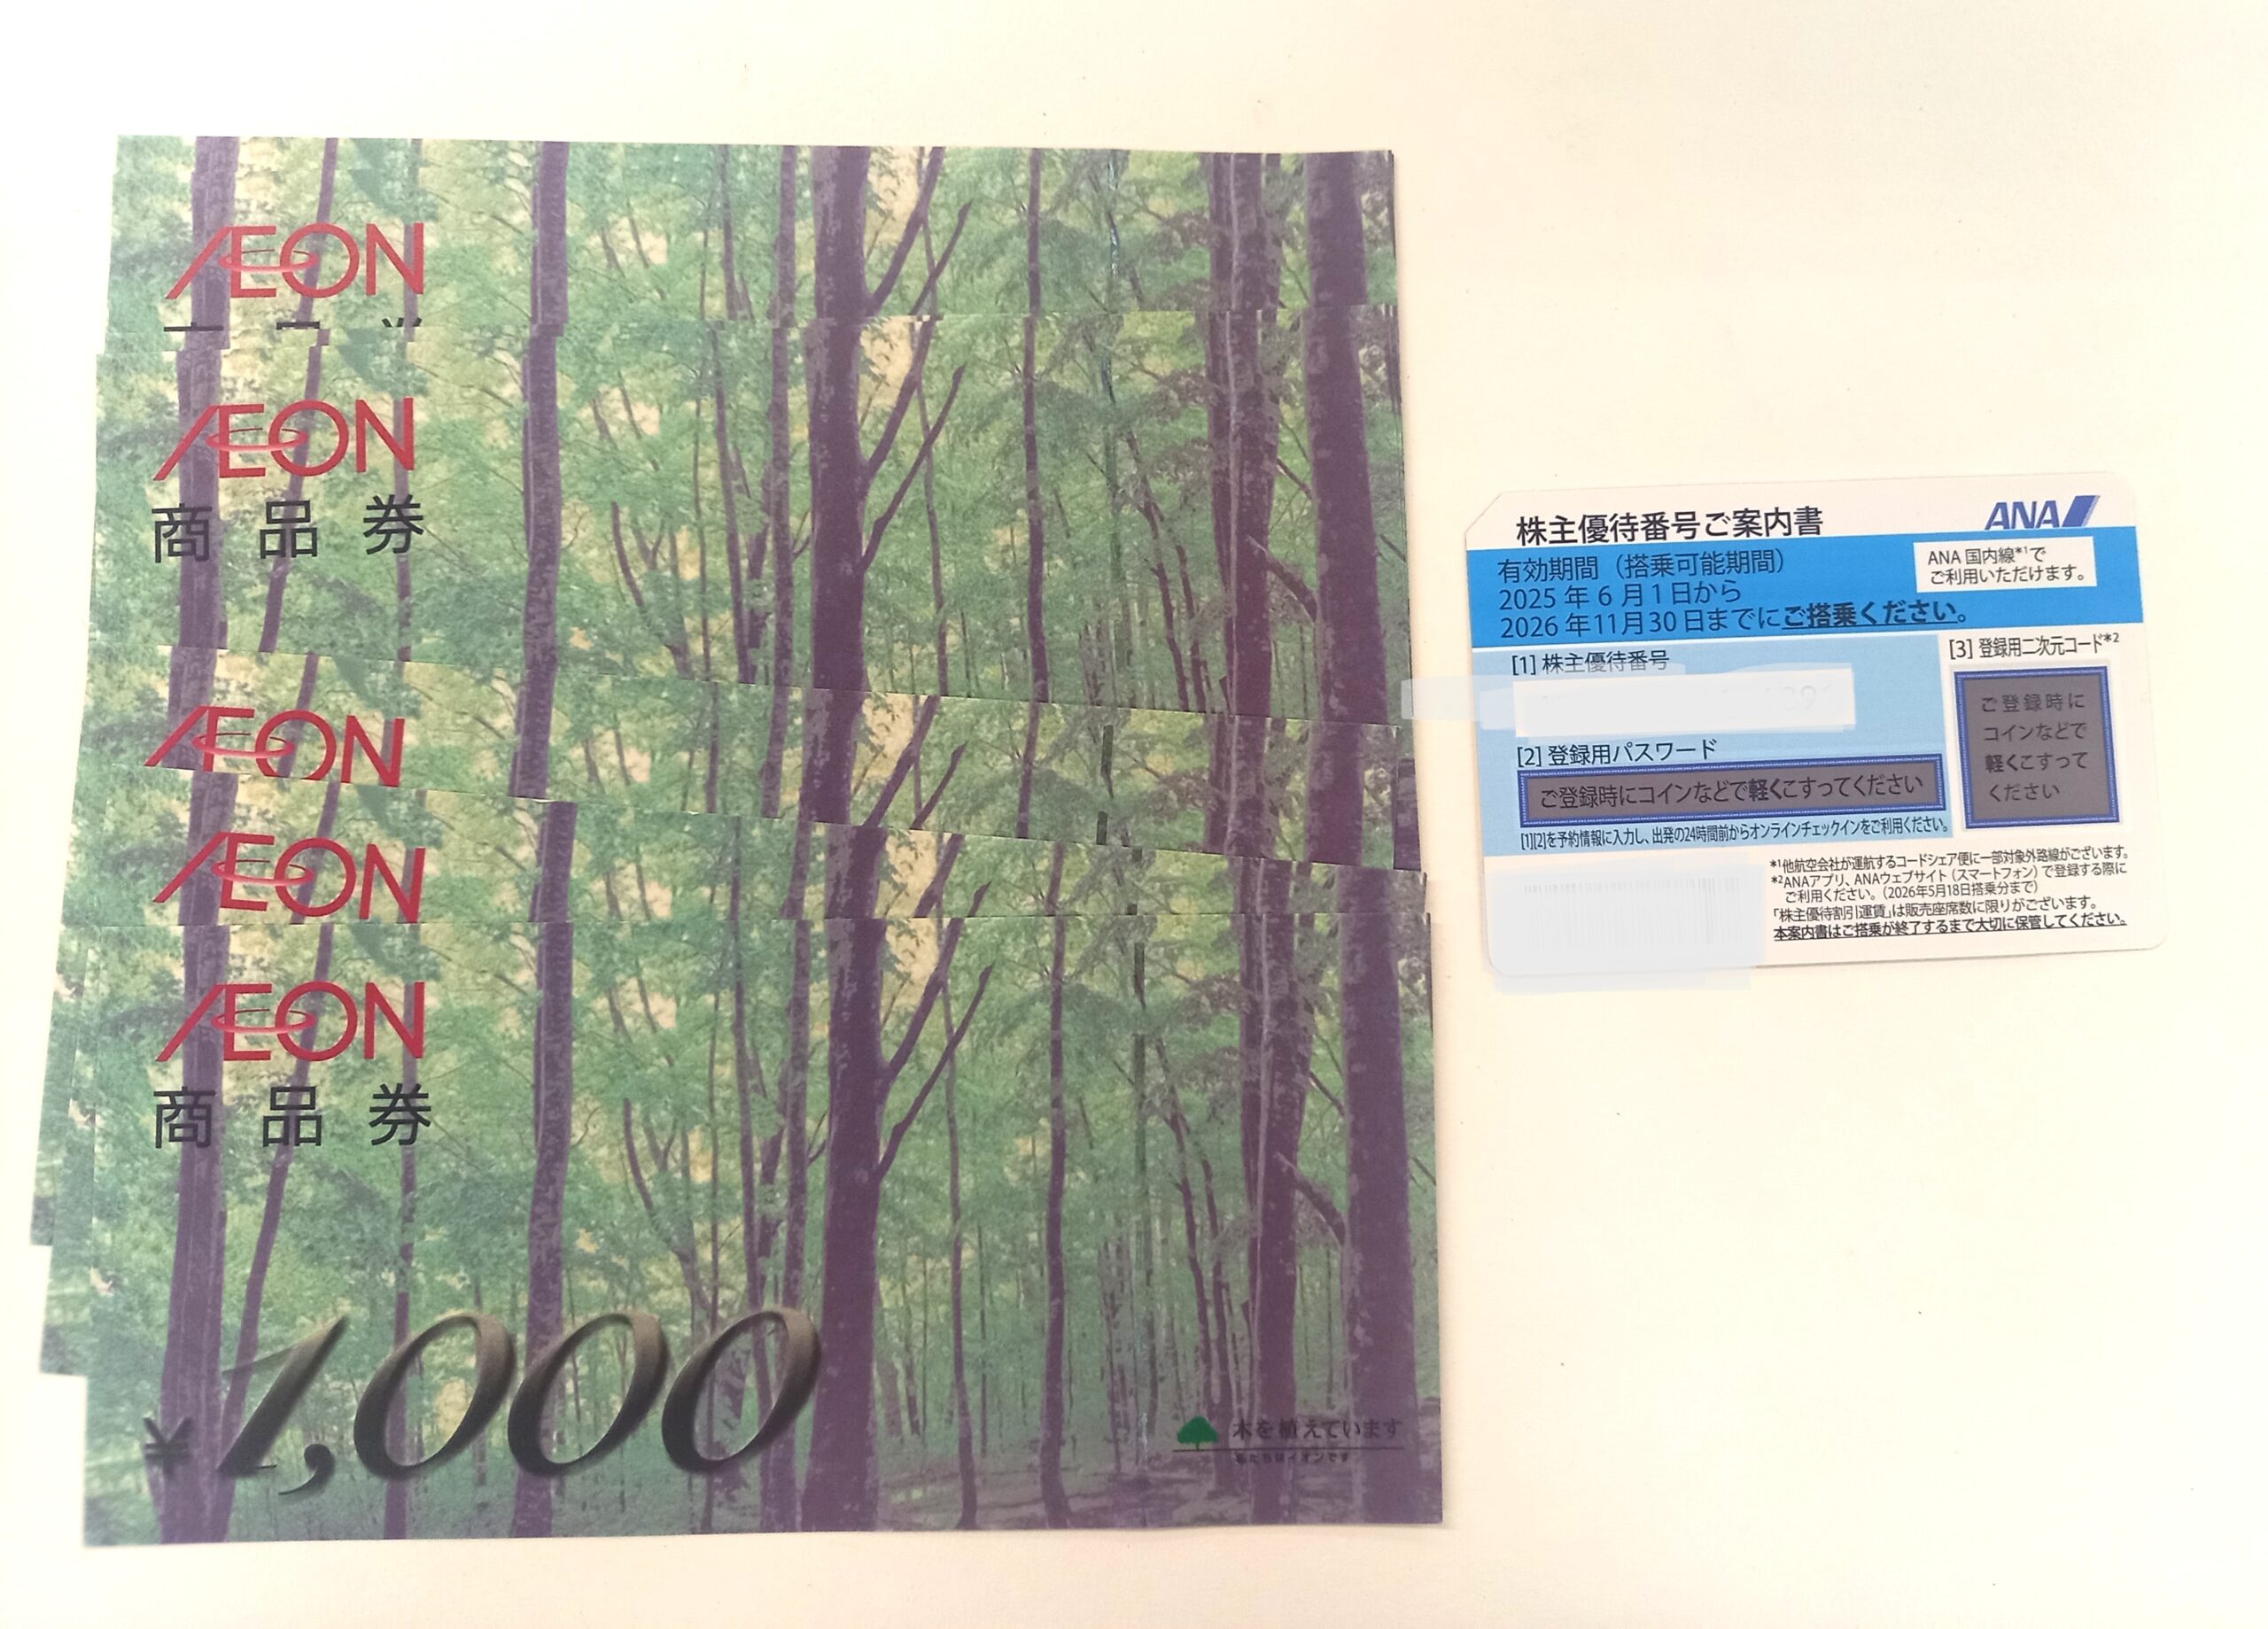 ÆON
ÆON
商品券
ÆON
ÆON
ÆON
商品券
¥1,000
木を植えています
私たちはイオンです
株主優待番号ご案内書
ANA
有効期間（搭乗可能期間）
2025年6月1日から
2026年11月30日までにご搭乗ください。
ANA国内線*1で
ご利用いただけます。
[1] 株主優待番号
[2] 登録用パスワード
ご登録時にコインなどで軽くこすってください
[1][2]を予約情報に入力し、出発の24時間前からオンラインチェックインをご利用ください。
[3] 登録用二次元コード*2
ご登録時に
コインなどで
軽くこすって
ください
*1他航空会社が運航するコードシェア便に一部対象外路線がございます。
*2ANAアプリ、ANAウェブサイト（スマートフォン）で登録する際に
ご利用ください。（2026年5月18日搭乗分まで）
「株主優待割引運賃」は販売座席数に限りがございます。
本案内書はご搭乗が終了するまで大切に保管してください。